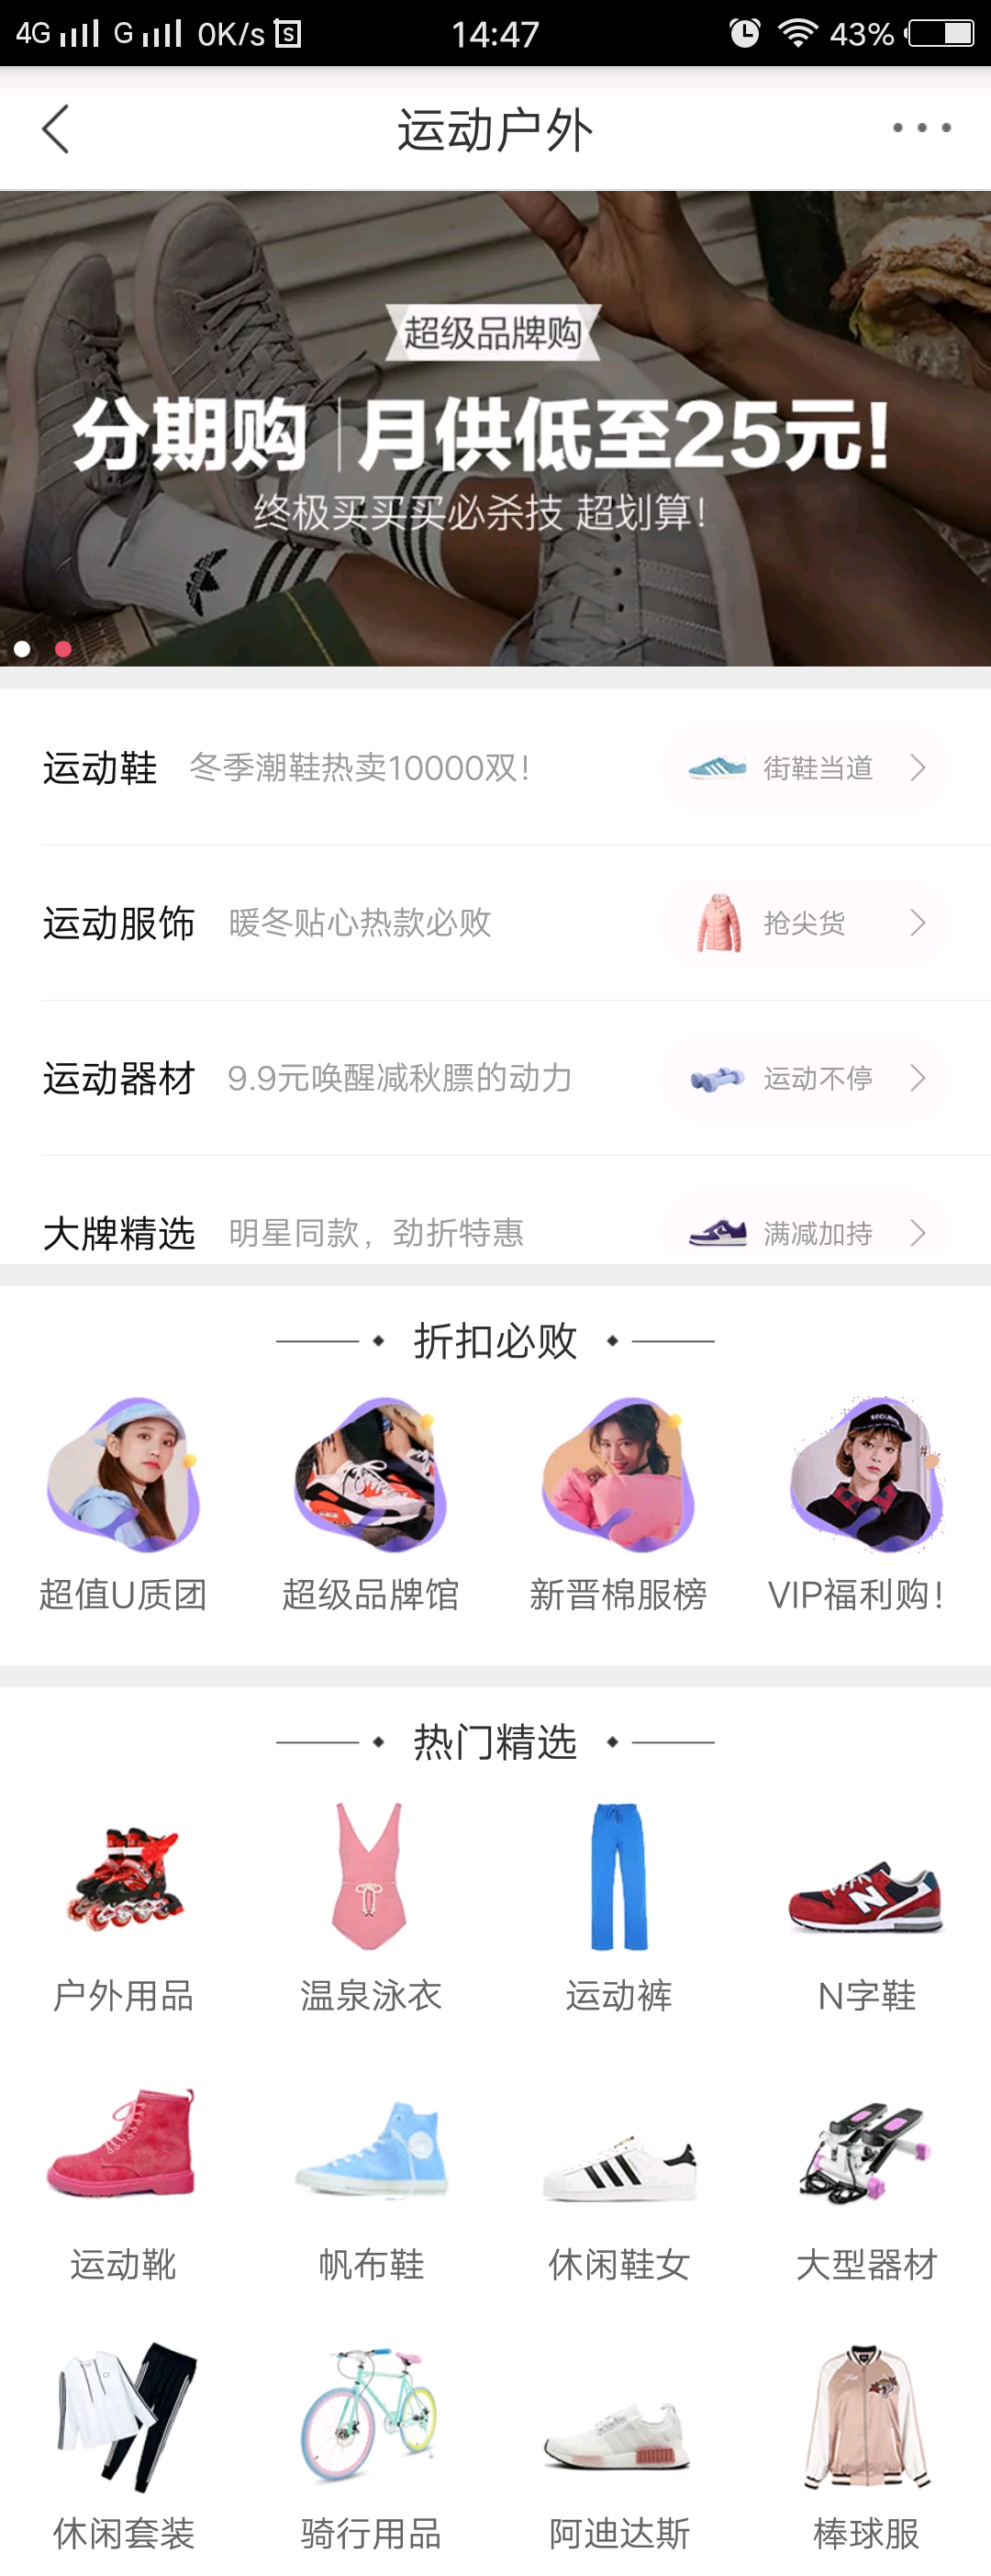 4G G 0K/s S 14:47 43%
运动户外
超级品牌购
分期购 月供低至25元!
终极买买买必杀技 超划算!
运动鞋 冬季潮鞋热卖10000双! 街鞋当道
运动服饰 暖冬贴心热款必败 抢尖货
运动器材 9.9元唤醒减秋膘的动力 运动不停
大牌精选 明星同款，劲折特惠 满减加持
折扣必败
SECURITY
超值U质团 超级品牌馆 新晋棉服榜 VIP福利购!
热门精选
N
户外用品 温泉泳衣 运动裤 N字鞋
运动靴 帆布鞋 休闲鞋女 大型器材
休闲套装 骑行用品 阿迪达斯 棒球服